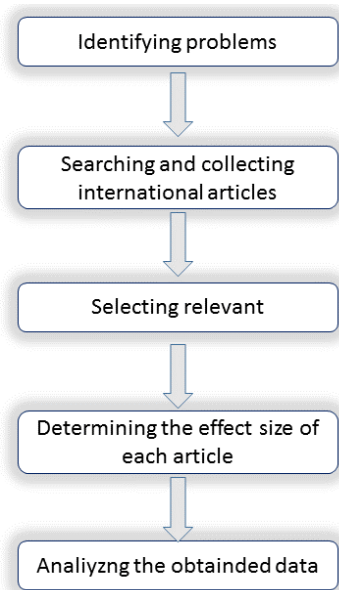 Identifying problems
Searching and collecting
international articles
Selecting relevant
Determining the effect size of
each article
Analiyzng the obtainded data